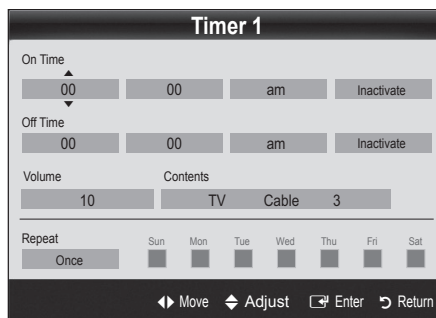 Timer 1
On Time
00 00 am Inactivate
Off Time
00 00 am Inactivate
Volume Contents
10 TV Cable 3
Repeat Sun Mon Tue Wed Thu Fri Sat
Once
Move Adjust Enter Return